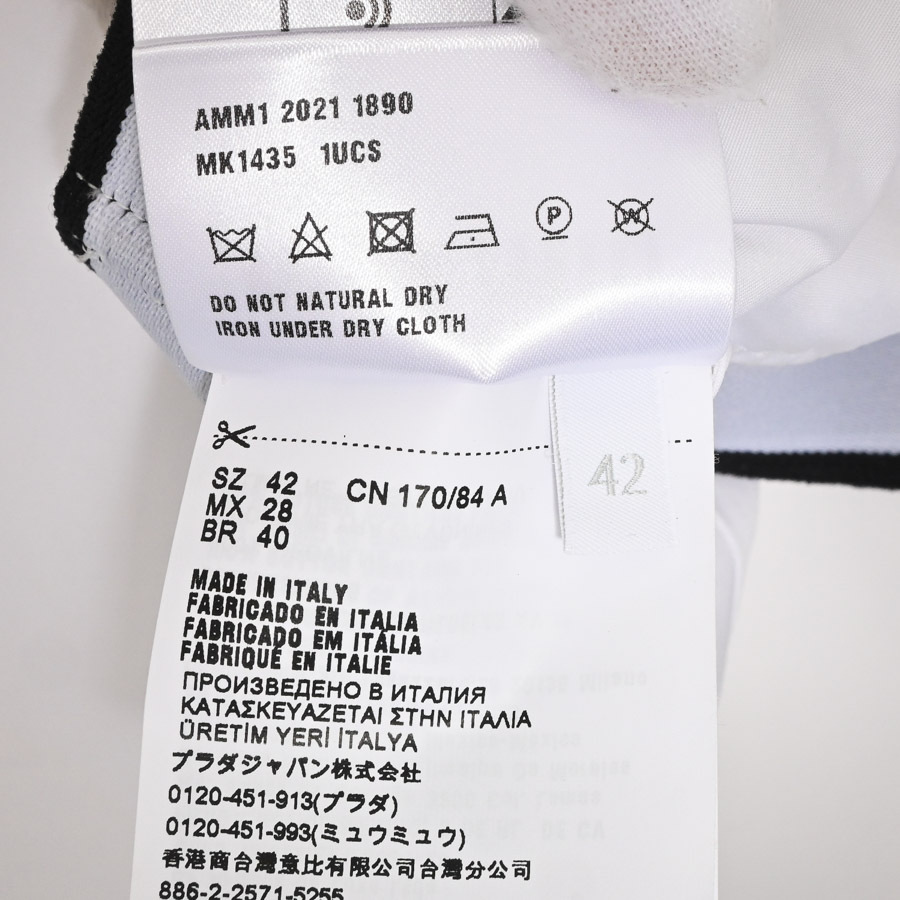 AMM1 2021 1890
MK1435 1UCS
P
W
DO NOT NATURAL DRY
IRON UNDER DRY CLOTH
42
SZ 42 CN 170/84 A
MX 28
BR 40
MADE IN ITALY
FABRICADO EN ITALIA
FABRICADO EM ITÁLIA
FABRIQUÉ EN ITALIE
ПРОИЗВЕДЕНО В ИТАЛИЯ
ΚΑΤΑΣΚΕΥΑΖΕΤΑΙ ΣΤΗΝ ΙΤΑΛΙΑ
ÜRETİM YERİ İTALYA
プラダジャパン株式会社
0120-451-913(プラダ)
0120-451-993(ミュウミュウ)
香港商台灣意比有限公司台灣分公司
886-2-2571-5255